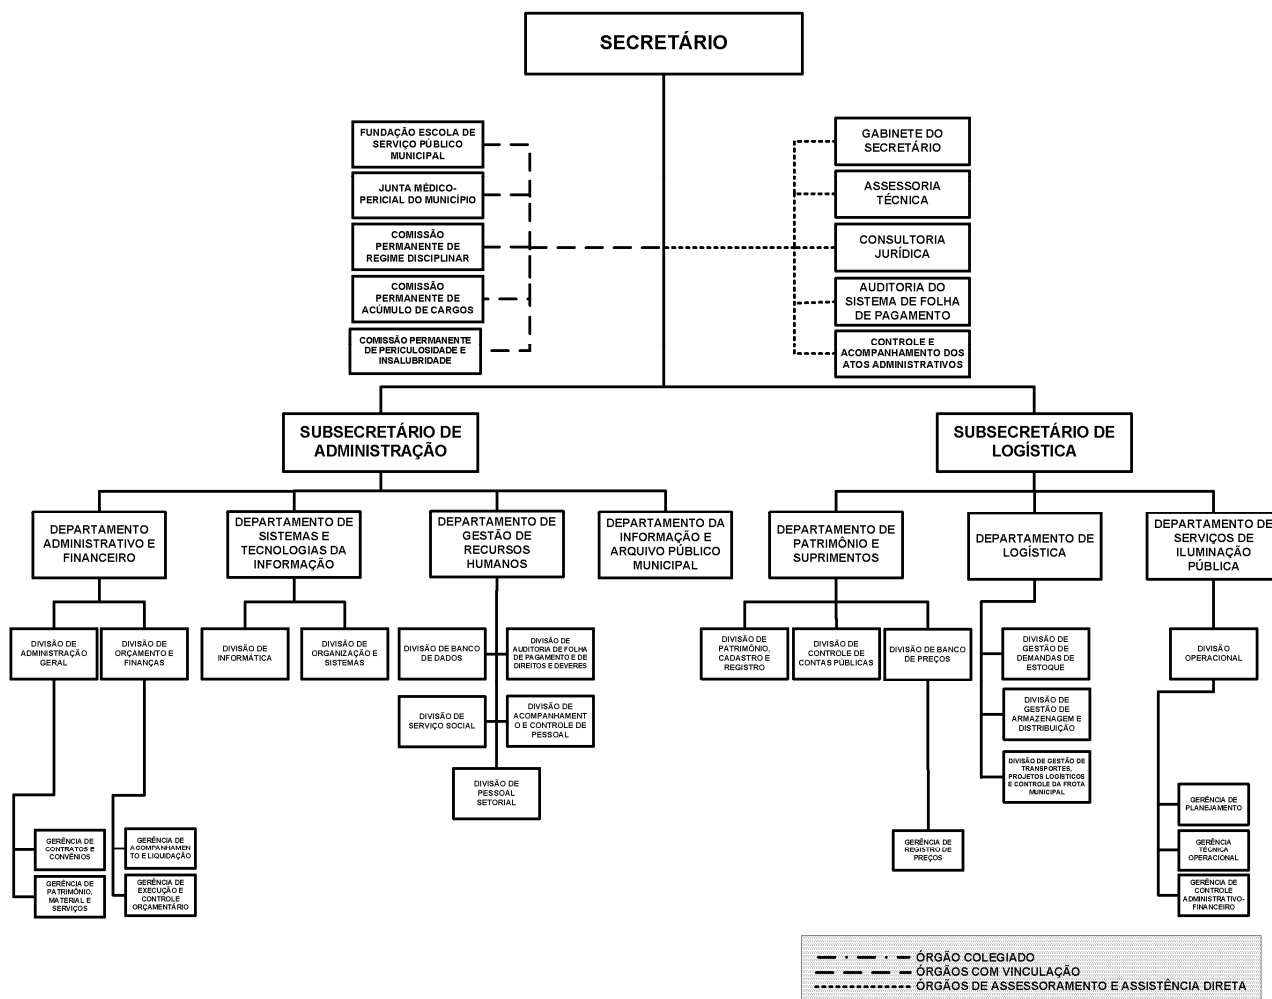 SECRETÁRIO
FUNDAÇÃO ESCOLA DE
SERVIÇO PÚBLICO
MUNICIPAL
JUNTA MÉDICO-
PERICIAL DO MUNICÍPIO
COMISSÃO
PERMANENTE DE
REGIME DISCIPLINAR
COMISSÃO
PERMANENTE DE
ACÚMULO DE CARGOS
COMISSÃO PERMANENTE
DE PERICULOSIDADE E
INSALUBRIDADE
GABINETE DO
SECRETÁRIO
ASSESSORIA
TÉCNICA
CONSULTORIA
JURÍDICA
AUDITORIA DO
SISTEMA DE FOLHA
DE PAGAMENTO
CONTROLE E
ACOMPANHAMENTO DOS
ATOS ADMINISTRATIVOS
SUBSECRETÁRIO DE
ADMINISTRAÇÃO
SUBSECRETÁRIO DE
LOGÍSTICA
DEPARTAMENTO
ADMINISTRATIVO E
FINANCEIRO
DEPARTAMENTO DE
SISTEMAS E
TECNOLOGIAS DA
INFORMAÇÃO
DEPARTAMENTO DE
GESTÃO DE
RECURSOS
HUMANOS
DEPARTAMENTO DA
INFORMAÇÃO E
ARQUIVO PÚBLICO
MUNICIPAL
DEPARTAMENTO DE
PATRIMÔNIO E
SUPRIMENTOS
DEPARTAMENTO DE
LOGÍSTICA
DEPARTAMENTO DE
SERVIÇOS DE
ILUMINAÇÃO
PÚBLICA
DIVISÃO DE
ADMINISTRAÇÃO
GERAL
DIVISÃO DE
ORÇAMENTO E
FINANÇAS
DIVISÃO DE
INFORMÁTICA
DIVISÃO DE
ORGANIZAÇÃO E
SISTEMAS
DIVISÃO DE BANCO
DE DADOS
DIVISÃO DE
AUDITORIA DE FOLHA
DE PAGAMENTO E DE
DIREITOS E DEVERES
DIVISÃO DE
SERVIÇO SOCIAL
DIVISÃO DE
ACOMPANHAMENT
O E CONTROLE DE
PESSOAL
DIVISÃO DE
PESSOAL
SETORIAL
DIVISÃO DE
PATRIMÔNIO,
CADASTRO E
REGISTRO
DIVISÃO DE
CONTROLE DE
CONTAS PÚBLICAS
DIVISÃO DE BANCO
DE PREÇOS
DIVISÃO DE
GESTÃO DE
DEMANDAS DE
ESTOQUE
DIVISÃO DE
GESTÃO DE
ARMAZENAGEM E
DISTRIBUIÇÃO
DIVISÃO DE GESTÃO DE
TRANSPORTES,
PROJETOS LOGÍSTICOS
E CONTROLE DA FROTA
MUNICIPAL
DIVISÃO
OPERACIONAL
GERÊNCIA DE
CONTRATOS E
CONVÊNIOS
GERÊNCIA DE
PATRIMÔNIO,
MATERIAL E
SERVIÇOS
GERÊNCIA DE
ACOMPANHAMEN
TO E LIQUIDAÇÃO
GERÊNCIA DE
EXECUÇÃO E
CONTROLE
ORÇAMENTÁRIO
GERÊNCIA DE
REGISTRO DE
PREÇOS
GERÊNCIA DE
PLANEJAMENTO
GERÊNCIA
TÉCNICA
OPERACIONAL
GERÊNCIA DE
CONTROLE
ADMINISTRATIVO-
FINANCEIRO
ÓRGÃO COLEGIADO
ÓRGÃOS COM VINCULAÇÃO
ÓRGÃOS DE ASSESSORAMENTO E ASSISTÊNCIA DIRETA